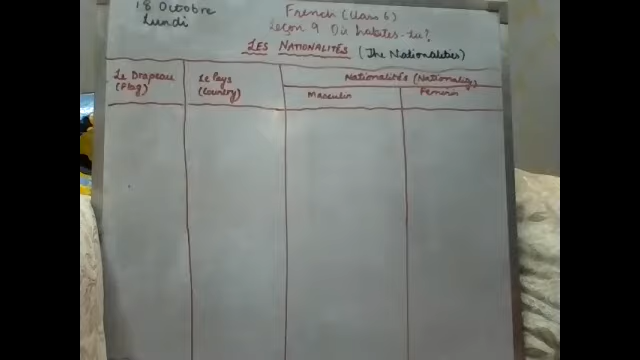 18 Octobre
Lundi
French (Class 6)
Leçon 9 Où habites-tu?
LES NATIONALITÉS (The Nationalities)
Le Drapeau
(Flag)
Le Pays
(Country)
Nationalités (Nationality)
Masculin
Feminin